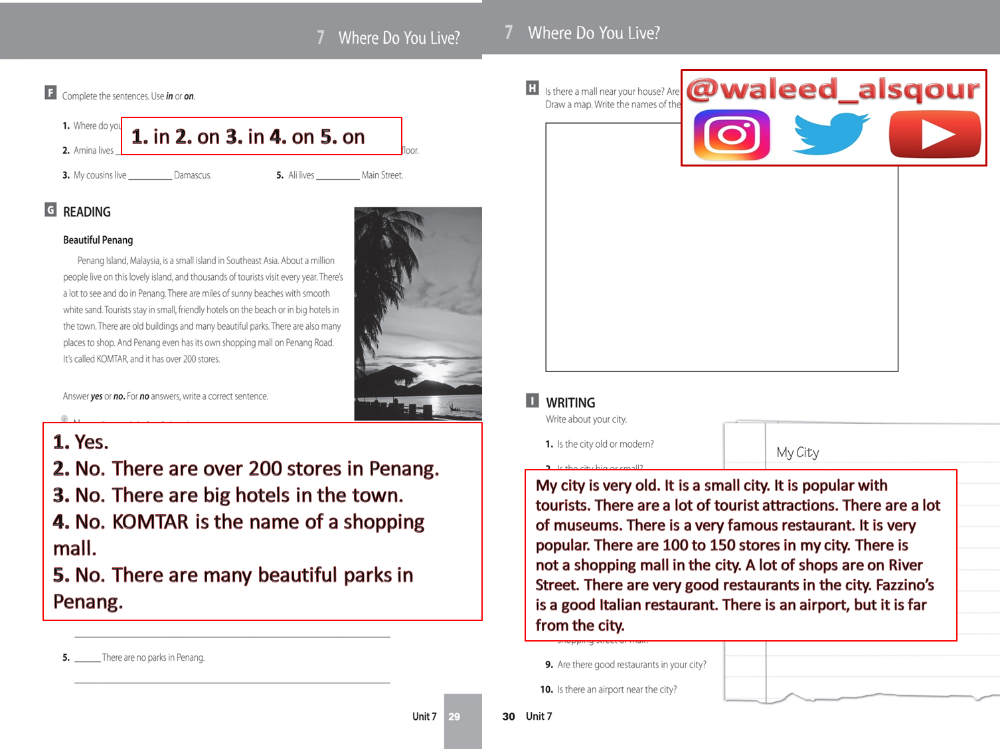 7 Where Do You Live?
F Complete the sentences. Use in or on.
1. Where do you
1. in 2. on 3. in 4. on 5. on
2. Amina lives
floor.
3. My cousins live _________ Damascus.
5. Ali lives _________ Main Street.
G READING
Beautiful Penang
Penang Island, Malaysia, is a small island in Southeast Asia. About a million
people live on this lovely island, and thousands of tourists visit every year. There's
a lot to see and do in Penang. There are miles of sunny beaches with smooth
white sand. Tourists stay in small, friendly hotels on the beach or in big hotels in
the town. There are old buildings and many beautiful parks. There are also many
places to shop. And Penang even has its own shopping mall on Penang Road.
It's called KOMTAR, and it has over 200 stores.
Answer yes or no. For no answers, write a correct sentence.
1. Yes.
2. No. There are over 200 stores in Penang.
3. No. There are big hotels in the town.
4. No. KOMTAR is the name of a shopping
mall.
5. No. There are many beautiful parks in
Penang.
5. _____ There are no parks in Penang.
Unit 7 29
7 Where Do You Live?
H Is there a mall near your house? Are
Draw a map. Write the names of the
@waleed_alsqour
I WRITING
Write about your city.
1. Is the city old or modern?
2. Is the city big or small?
My City
My city is very old. It is a small city. It is popular with
tourists. There are a lot of tourist attractions. There are a lot
of museums. There is a very famous restaurant. It is very
popular. There are 100 to 150 stores in my city. There is
not a shopping mall in the city. A lot of shops are on River
Street. There are very good restaurants in the city. Fazzino's
is a good Italian restaurant. There is an airport, but it is far
from the city.
shopping street or mall.
9. Are there good restaurants in your city?
10. Is there an airport near the city?
30 Unit 7